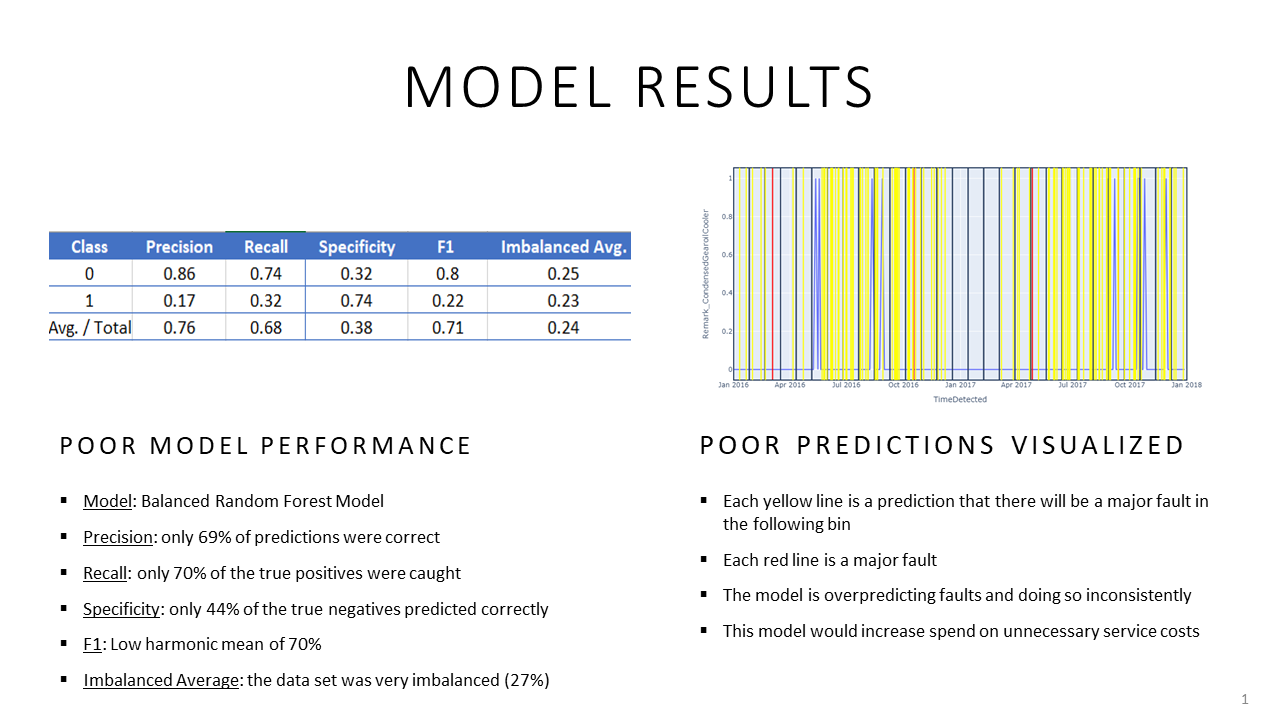 MODEL RESULTS
Class Precision Recall Specificity F1 Imbalanced Avg.
0 0.86 0.74 0.32 0.8 0.25
1 0.17 0.32 0.74 0.22 0.23
Avg. / Total 0.76 0.68 0.38 0.71 0.24
Remark_CondensedGearoilCooler
1
0.8
0.6
0.4
0.2
0
Jan 2016 Apr 2016 Jul 2016 Oct 2016 Jan 2017 Apr 2017 Jul 2017 Oct 2017 Jan 2018
TimeDetected
POOR MODEL PERFORMANCE
▪ Model: Balanced Random Forest Model
▪ Precision: only 69% of predictions were correct
▪ Recall: only 70% of the true positives were caught
▪ Specificity: only 44% of the true negatives predicted correctly
▪ F1: Low harmonic mean of 70%
▪ Imbalanced Average: the data set was very imbalanced (27%)
POOR PREDICTIONS VISUALIZED
▪ Each yellow line is a prediction that there will be a major fault in
the following bin
▪ Each red line is a major fault
▪ The model is overpredicting faults and doing so inconsistently
▪ This model would increase spend on unnecessary service costs
1